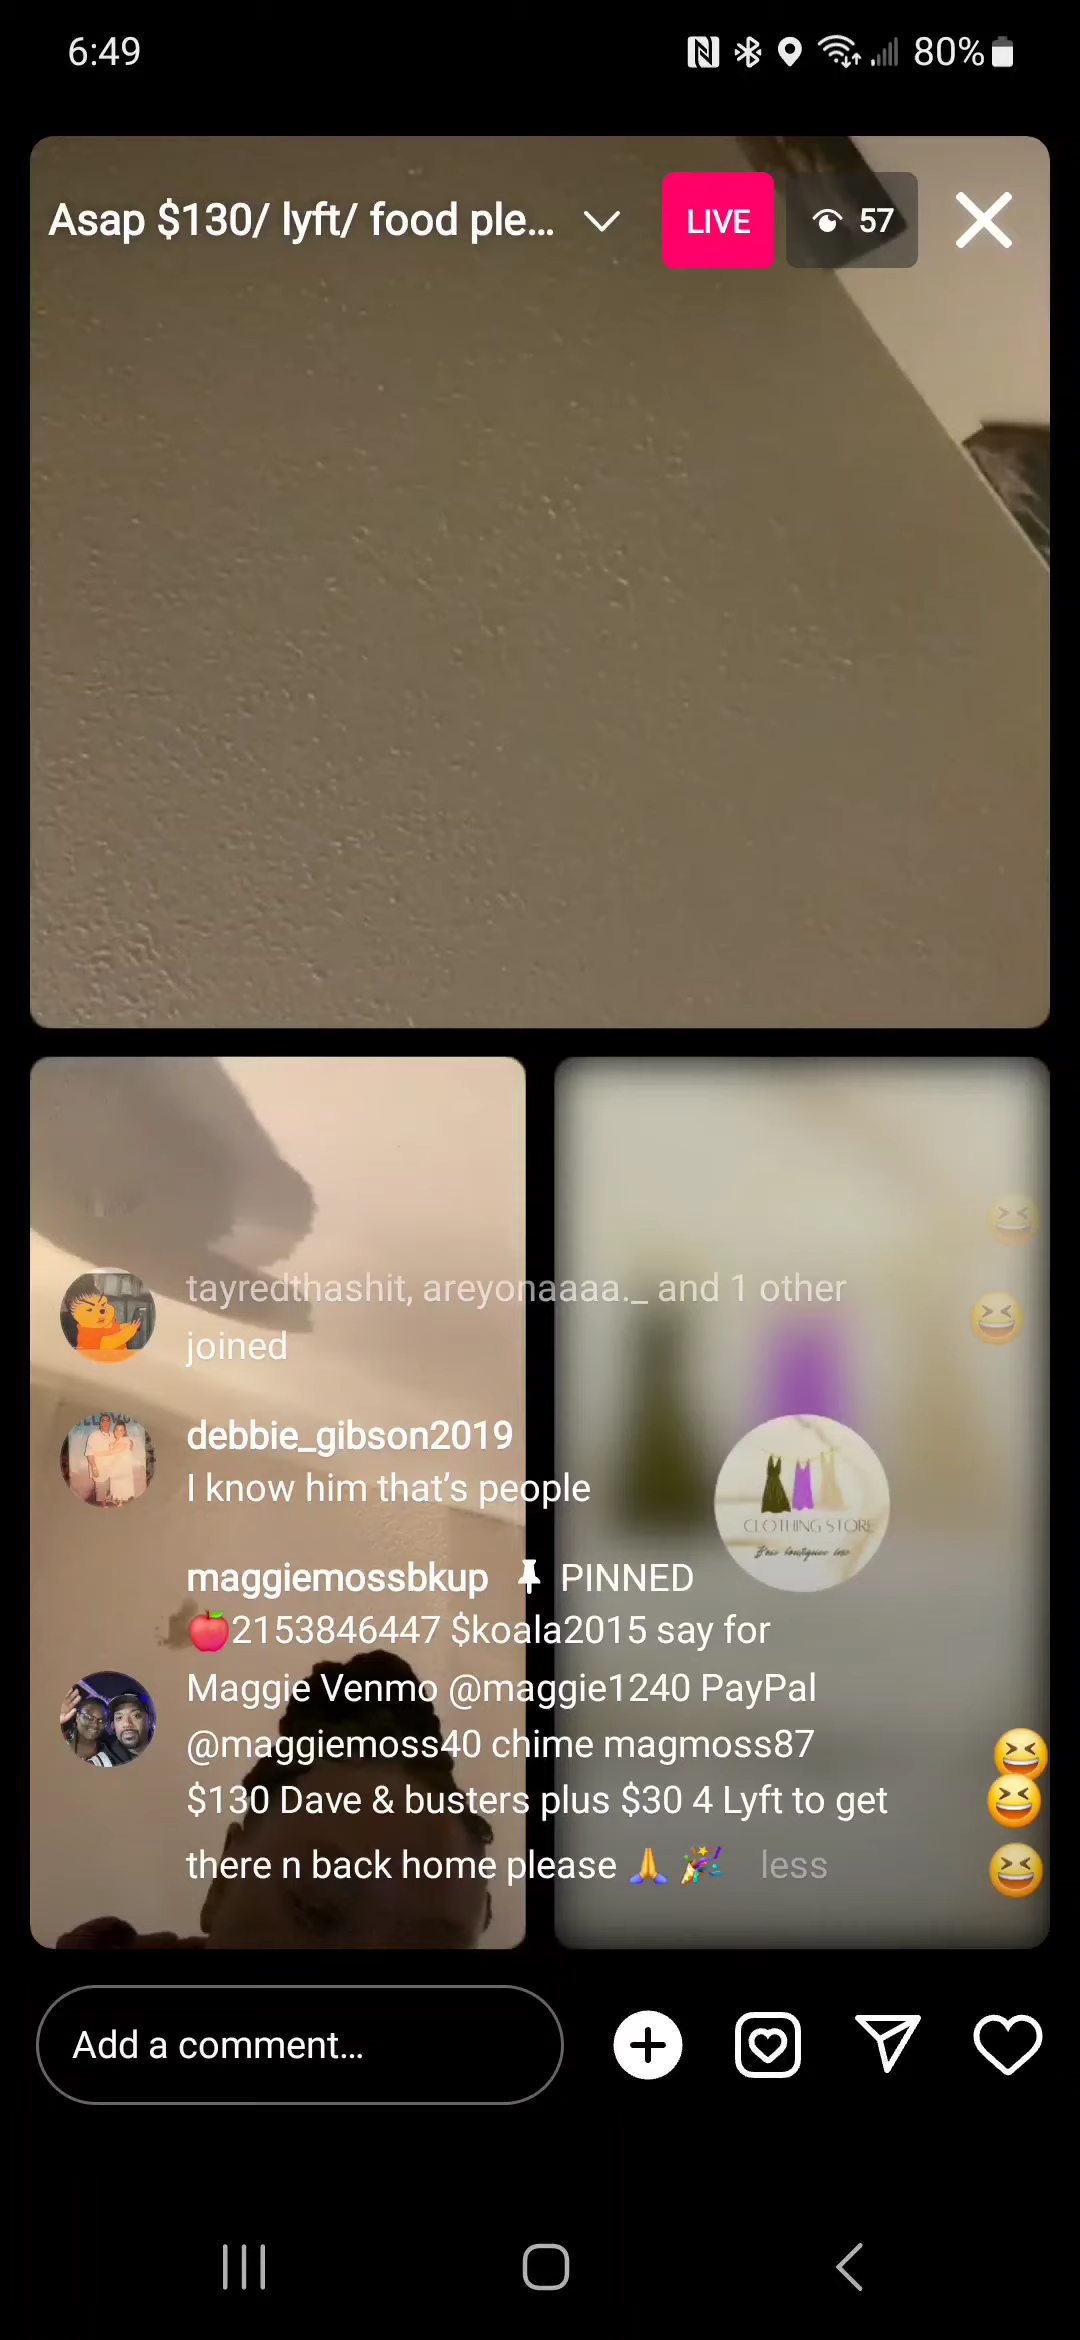 6:49
80%
Asap $130/ lyft/ food ple...
LIVE
57
tayredthashit, areyonaaaa._ and 1 other
joined
debbie_gibson2019
I know him that's people
CLOTHING STORE
maggiemossbkup 📌 PINNED
🍎2153846447 $koala2015 say for
Maggie Venmo @maggie1240 PayPal
@maggiemoss40 chime magmoss87
$130 Dave & busters plus $30 4 Lyft to get
there n back home please 🙏 🎉 less
Add a comment...